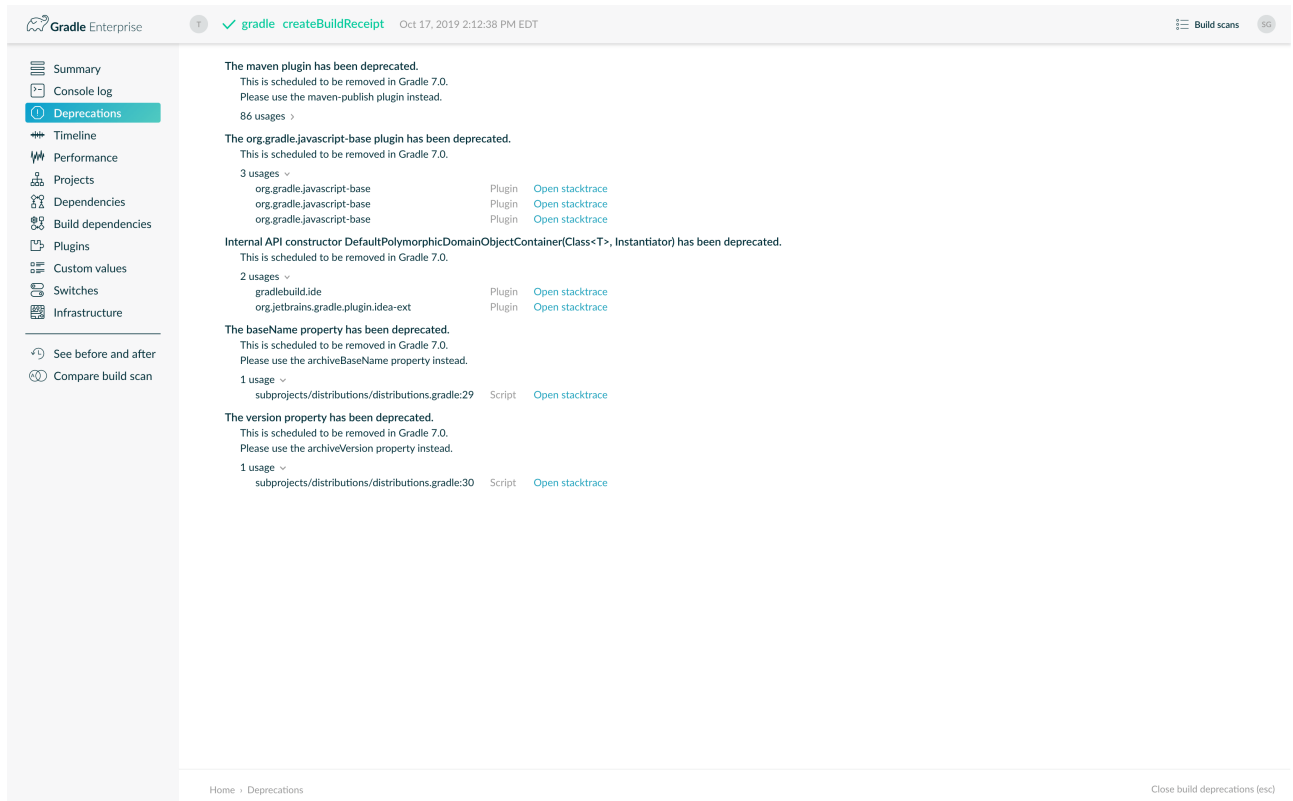 Gradle Enterprise
T gradle createBuildReceipt Oct 17, 2019 2:12:38 PM EDT Build scans SG
Summary
Console log
Deprecations
Timeline
Performance
Projects
Dependencies
Build dependencies
Plugins
Custom values
Switches
Infrastructure
See before and after
Compare build scan
The maven plugin has been deprecated.
This is scheduled to be removed in Gradle 7.0.
Please use the maven-publish plugin instead.
86 usages
The org.gradle.javascript-base plugin has been deprecated.
This is scheduled to be removed in Gradle 7.0.
3 usages
org.gradle.javascript-base Plugin Open stacktrace
org.gradle.javascript-base Plugin Open stacktrace
org.gradle.javascript-base Plugin Open stacktrace
Internal API constructor DefaultPolymorphicDomainObjectContainer(Class<T>, Instantiator) has been deprecated.
This is scheduled to be removed in Gradle 7.0.
2 usages
gradlebuild.ide Plugin Open stacktrace
org.jetbrains.gradle.plugin.idea-ext Plugin Open stacktrace
The baseName property has been deprecated.
This is scheduled to be removed in Gradle 7.0.
Please use the archiveBaseName property instead.
1 usage
subprojects/distributions/distributions.gradle:29 Script Open stacktrace
The version property has been deprecated.
This is scheduled to be removed in Gradle 7.0.
Please use the archiveVersion property instead.
1 usage
subprojects/distributions/distributions.gradle:30 Script Open stacktrace
Home › Deprecations Close build deprecations (esc)